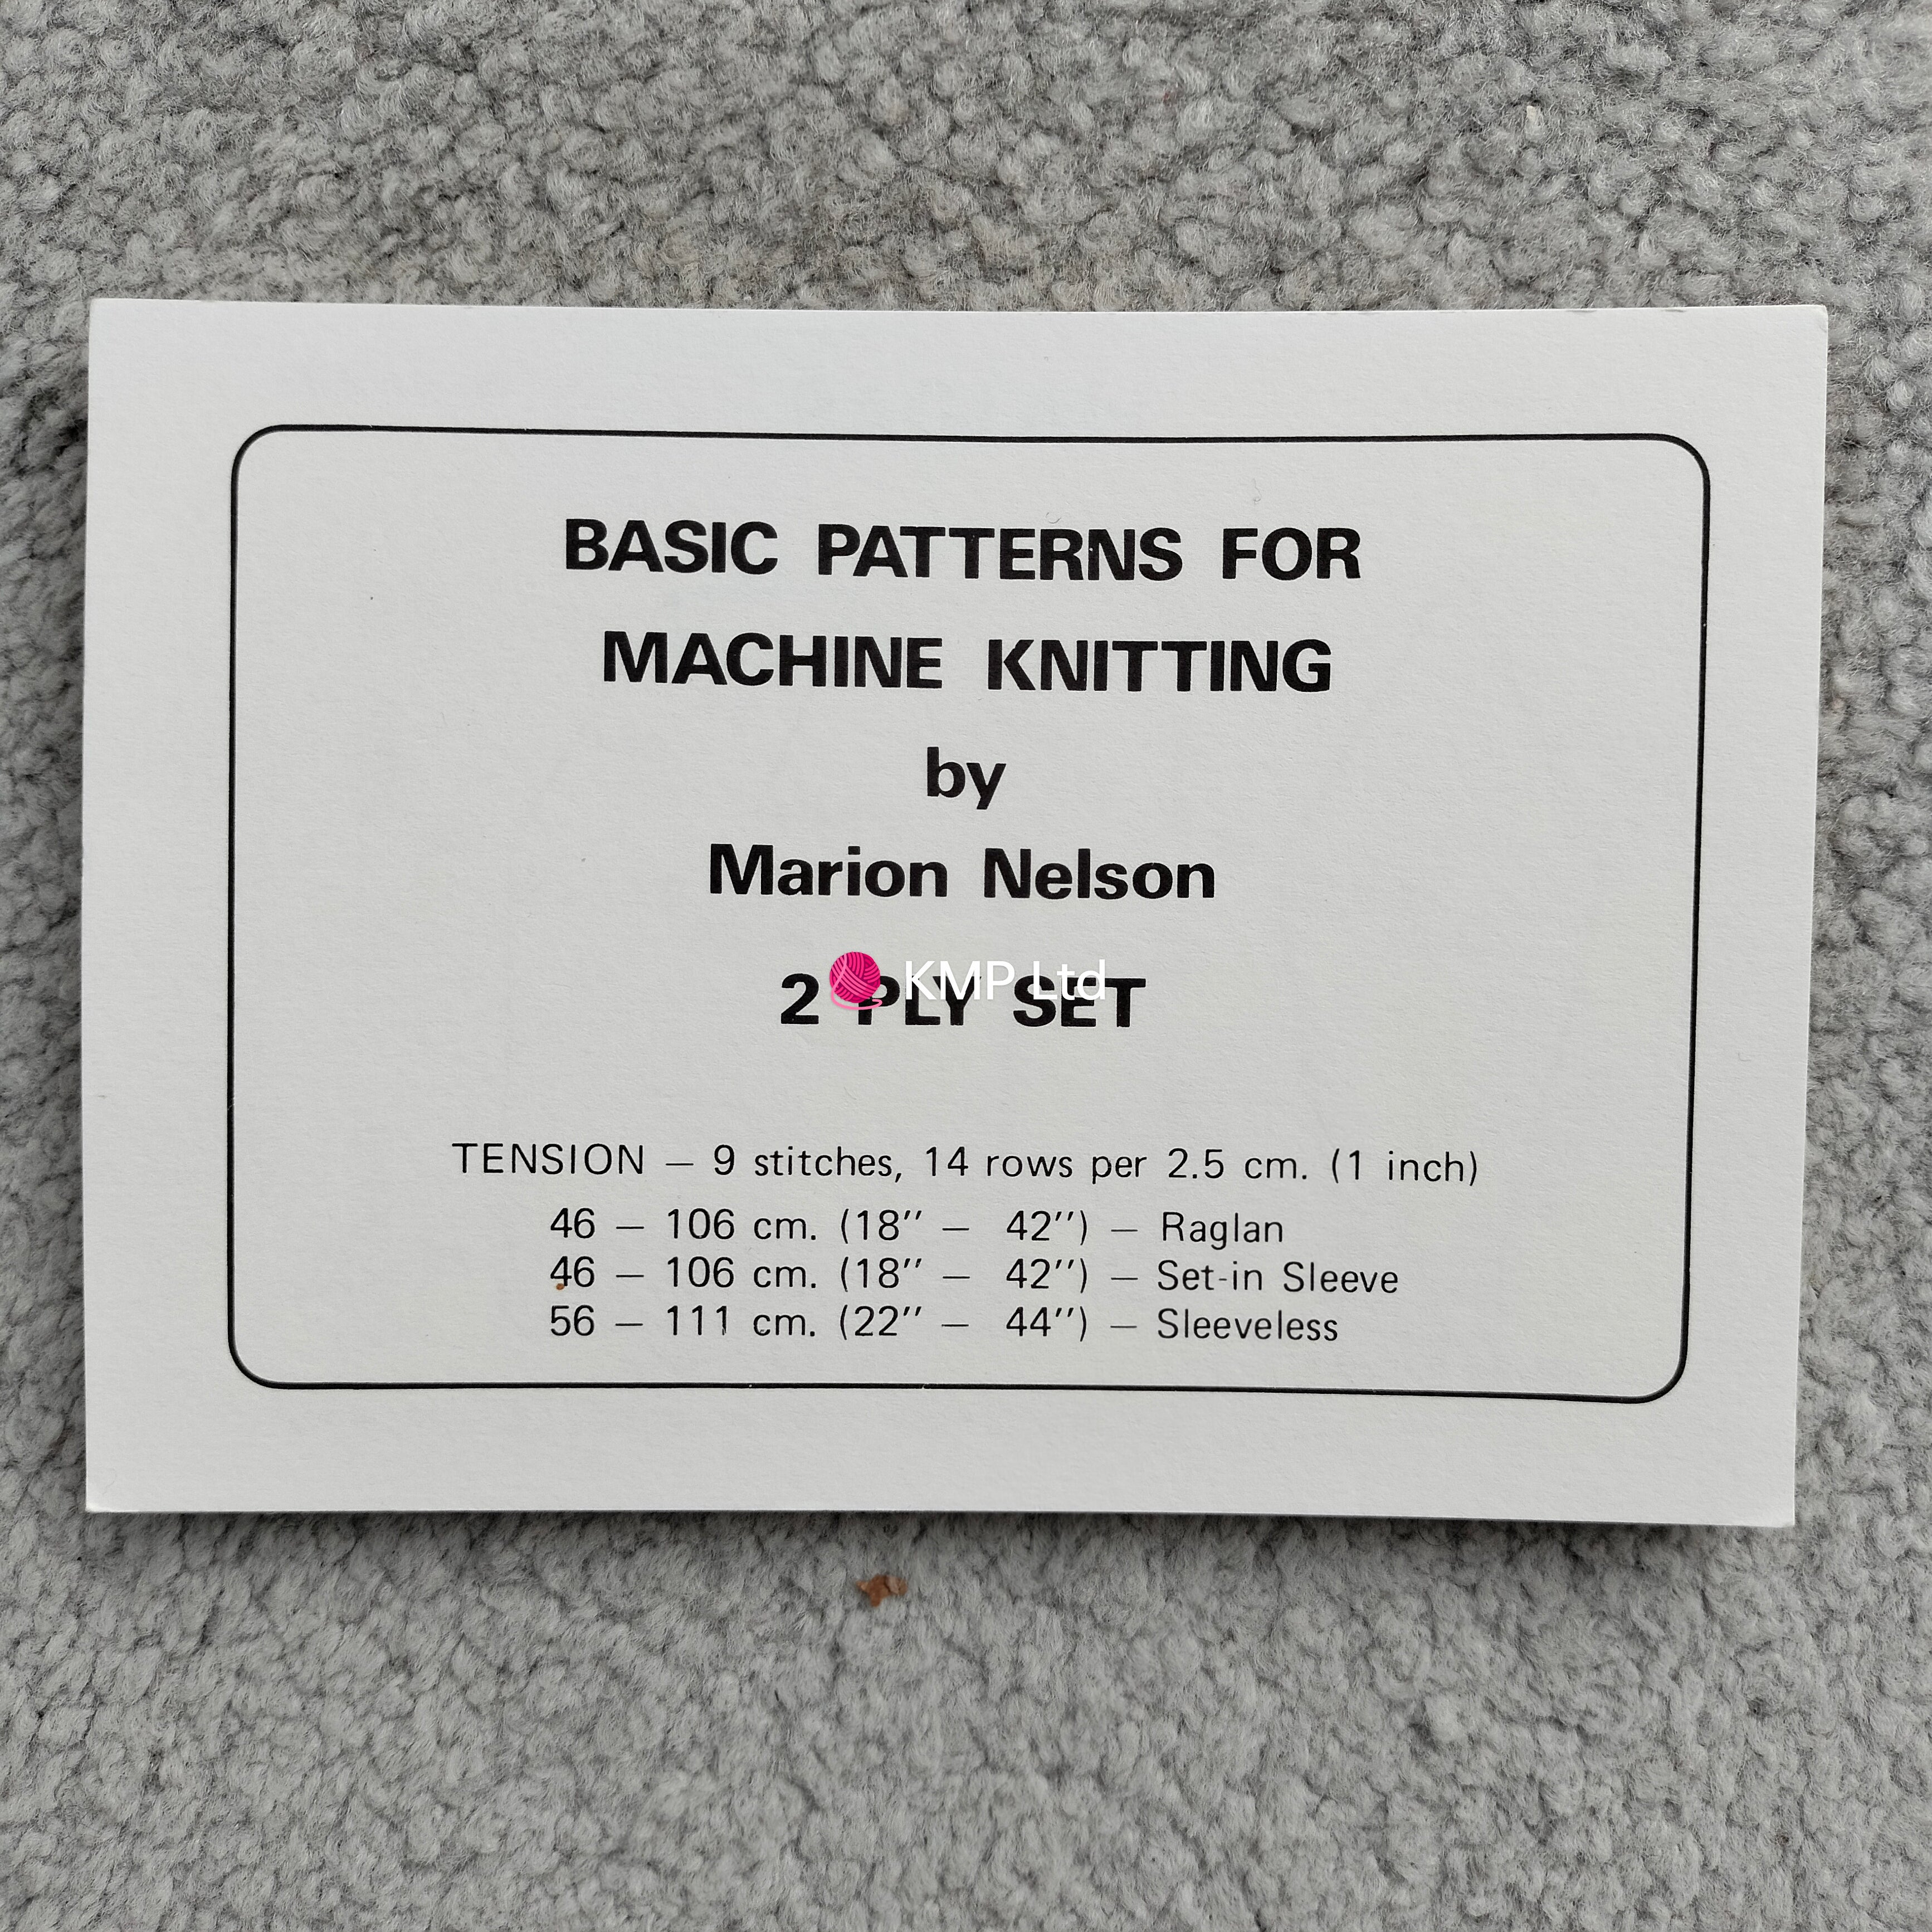 BASIC PATTERNS FOR
MACHINE KNITTING
by
Marion Nelson
KMP Ltd
2 PLY SET
TENSION — 9 stitches, 14 rows per 2.5 cm. (1 inch)
46 — 106 cm. (18′′ — 42′′) — Raglan
46 — 106 cm. (18′′ — 42′′) — Set-in Sleeve
56 — 111 cm. (22′′ — 44′′) — Sleeveless